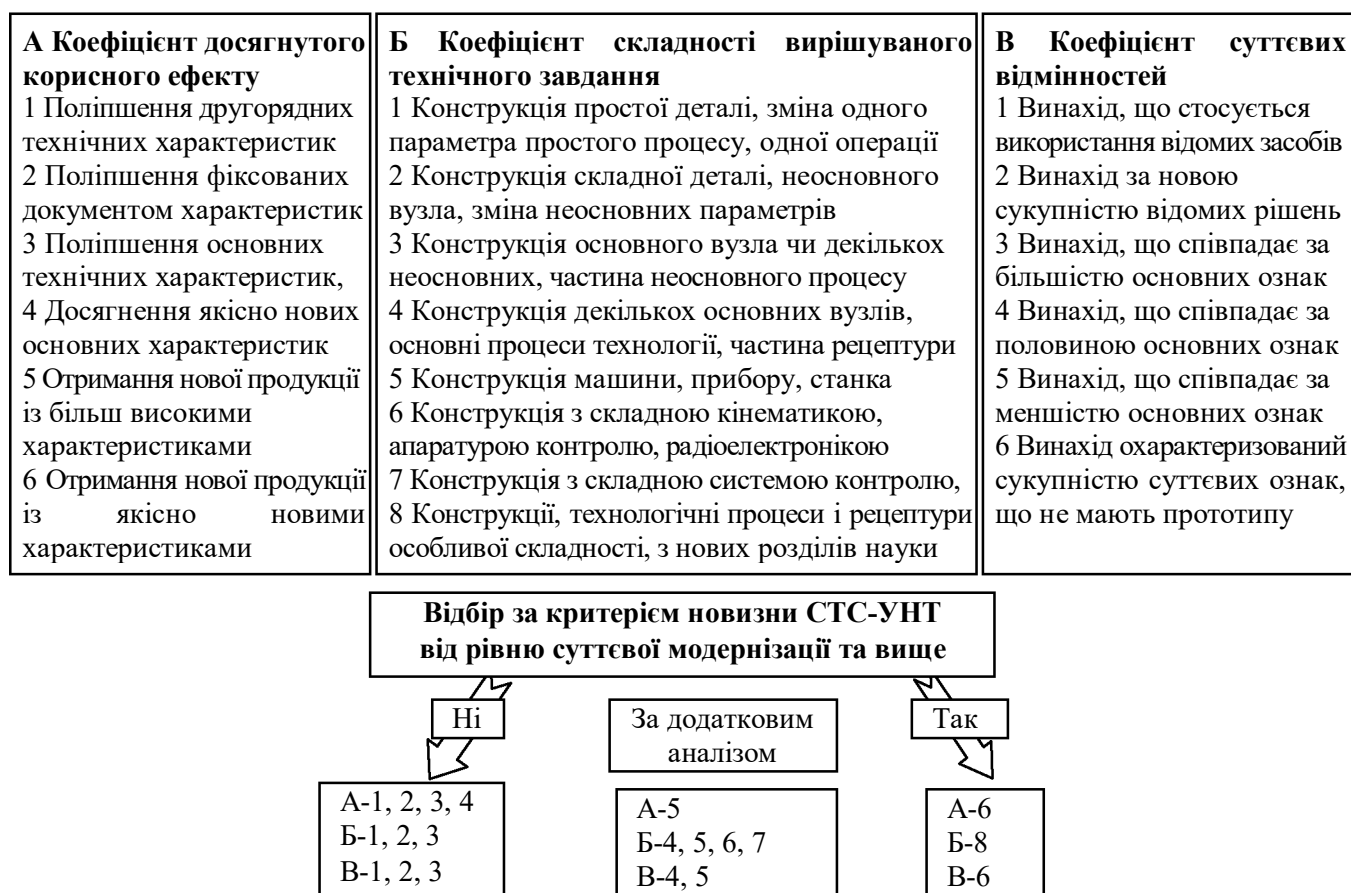 А Коефіцієнт досягнутого
корисного ефекту
1 Поліпшення другорядних
технічних характеристик
2 Поліпшення фіксованих
документом характеристик
3 Поліпшення основних
технічних характеристик,
4 Досягнення якісно нових
основних характеристик
5 Отримання нової продукції
із більш високими
характеристиками
6 Отримання нової продукції
із якісно новими
характеристиками
Б Коефіцієнт складності вирішуваного
технічного завдання
1 Конструкція простої деталі, зміна одного
параметра простого процесу, одної операції
2 Конструкція складної деталі, неосновного
вузла, зміна неосновних параметрів
3 Конструкція основного вузла чи декількох
неосновних, частина неосновного процесу
4 Конструкція декількох основних вузлів,
основні процеси технології, частина рецептури
5 Конструкція машини, прибору, станка
6 Конструкція з складною кінематикою,
апаратурою контролю, радіоелектронікою
7 Конструкція з складною системою контролю,
8 Конструкції, технологічні процеси і рецептури
особливої складності, з нових розділів науки
В Коефіцієнт суттєвих
відмінностей
1 Винахід, що стосується
використання відомих засобів
2 Винахід за новою
сукупністю відомих рішень
3 Винахід, що співпадає за
більшістю основних ознак
4 Винахід, що співпадає за
половиною основних ознак
5 Винахід, що співпадає за
меншістю основних ознак
6 Винахід охарактеризований
сукупністю суттєвих ознак,
що не мають прототипу
Відбір за критерієм новизни СТС-УНТ
від рівню суттєвої модернізації та вище
Ні
За додатковим
аналізом
Так
А-1, 2, 3, 4
Б-1, 2, 3
В-1, 2, 3
А-5
Б-4, 5, 6, 7
В-4, 5
А-6
Б-8
В-6